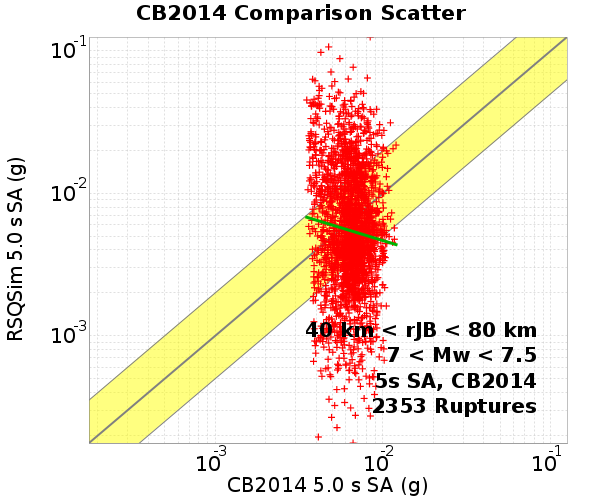 CB2014 Comparison Scatter
10-1
10-2
10-3
RSQSim 5.0 s SA (g)
40 km < rJB < 80 km
7 < Mw < 7.5
5s SA, CB2014
2353 Ruptures
10-3 10-2 10-1
CB2014 5.0 s SA (g)